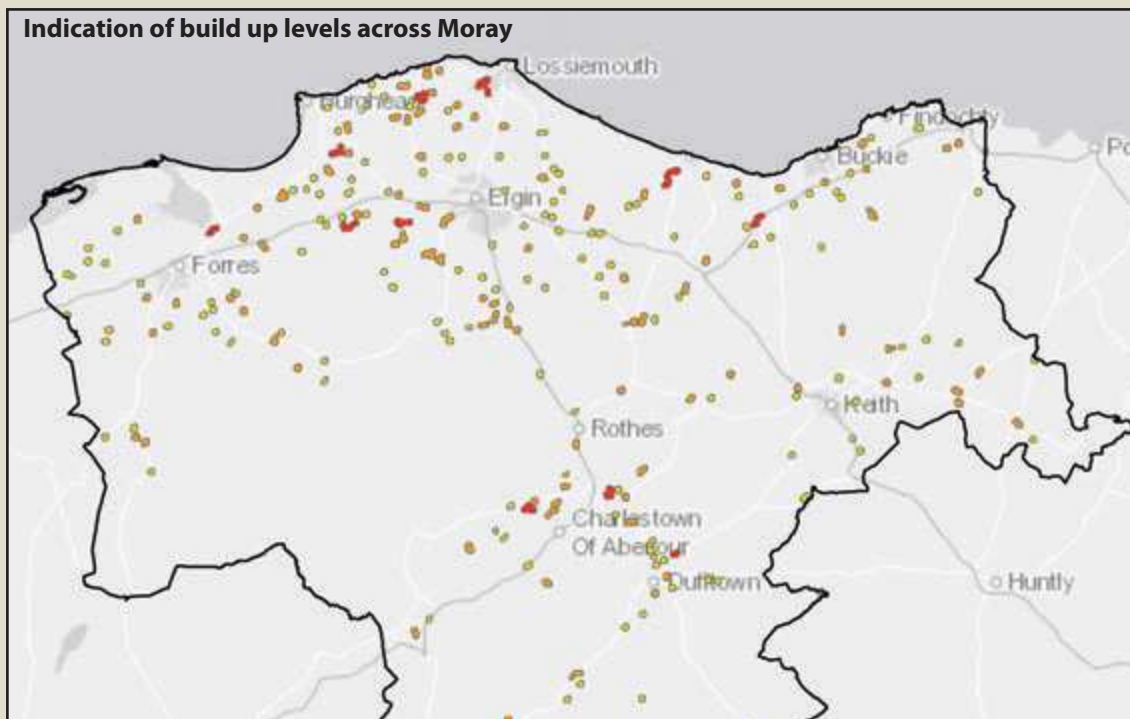 Indication of build up levels across Moray
Lossiemouth
Burghead
Findochty
Po
Buckie
Elgin
Forres
Keith
Rothes
Charlestown
Of Aberlour
Dufftown
Huntly